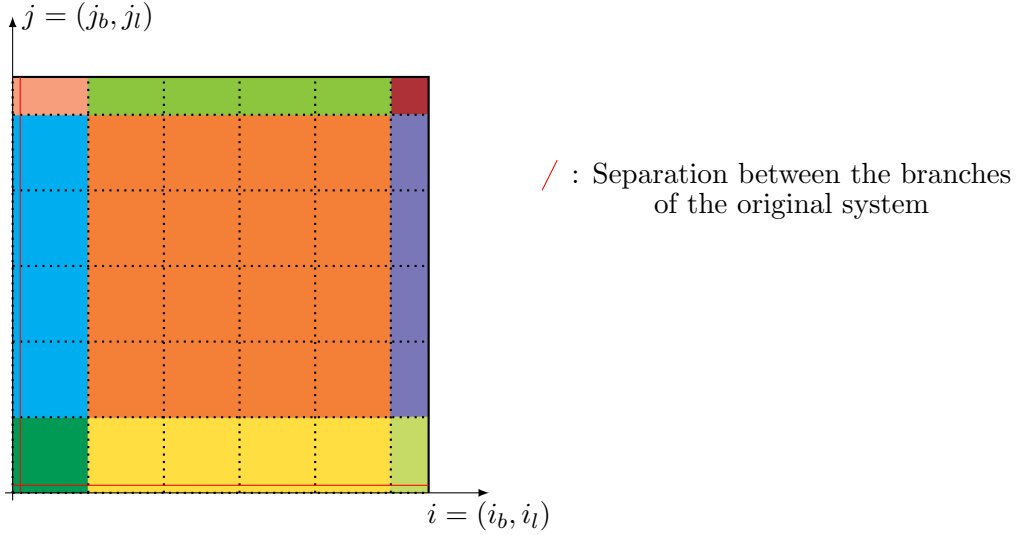 j = (j_b, j_l)
/ : Separation between the branches
of the original system
i = (i_b, i_l)